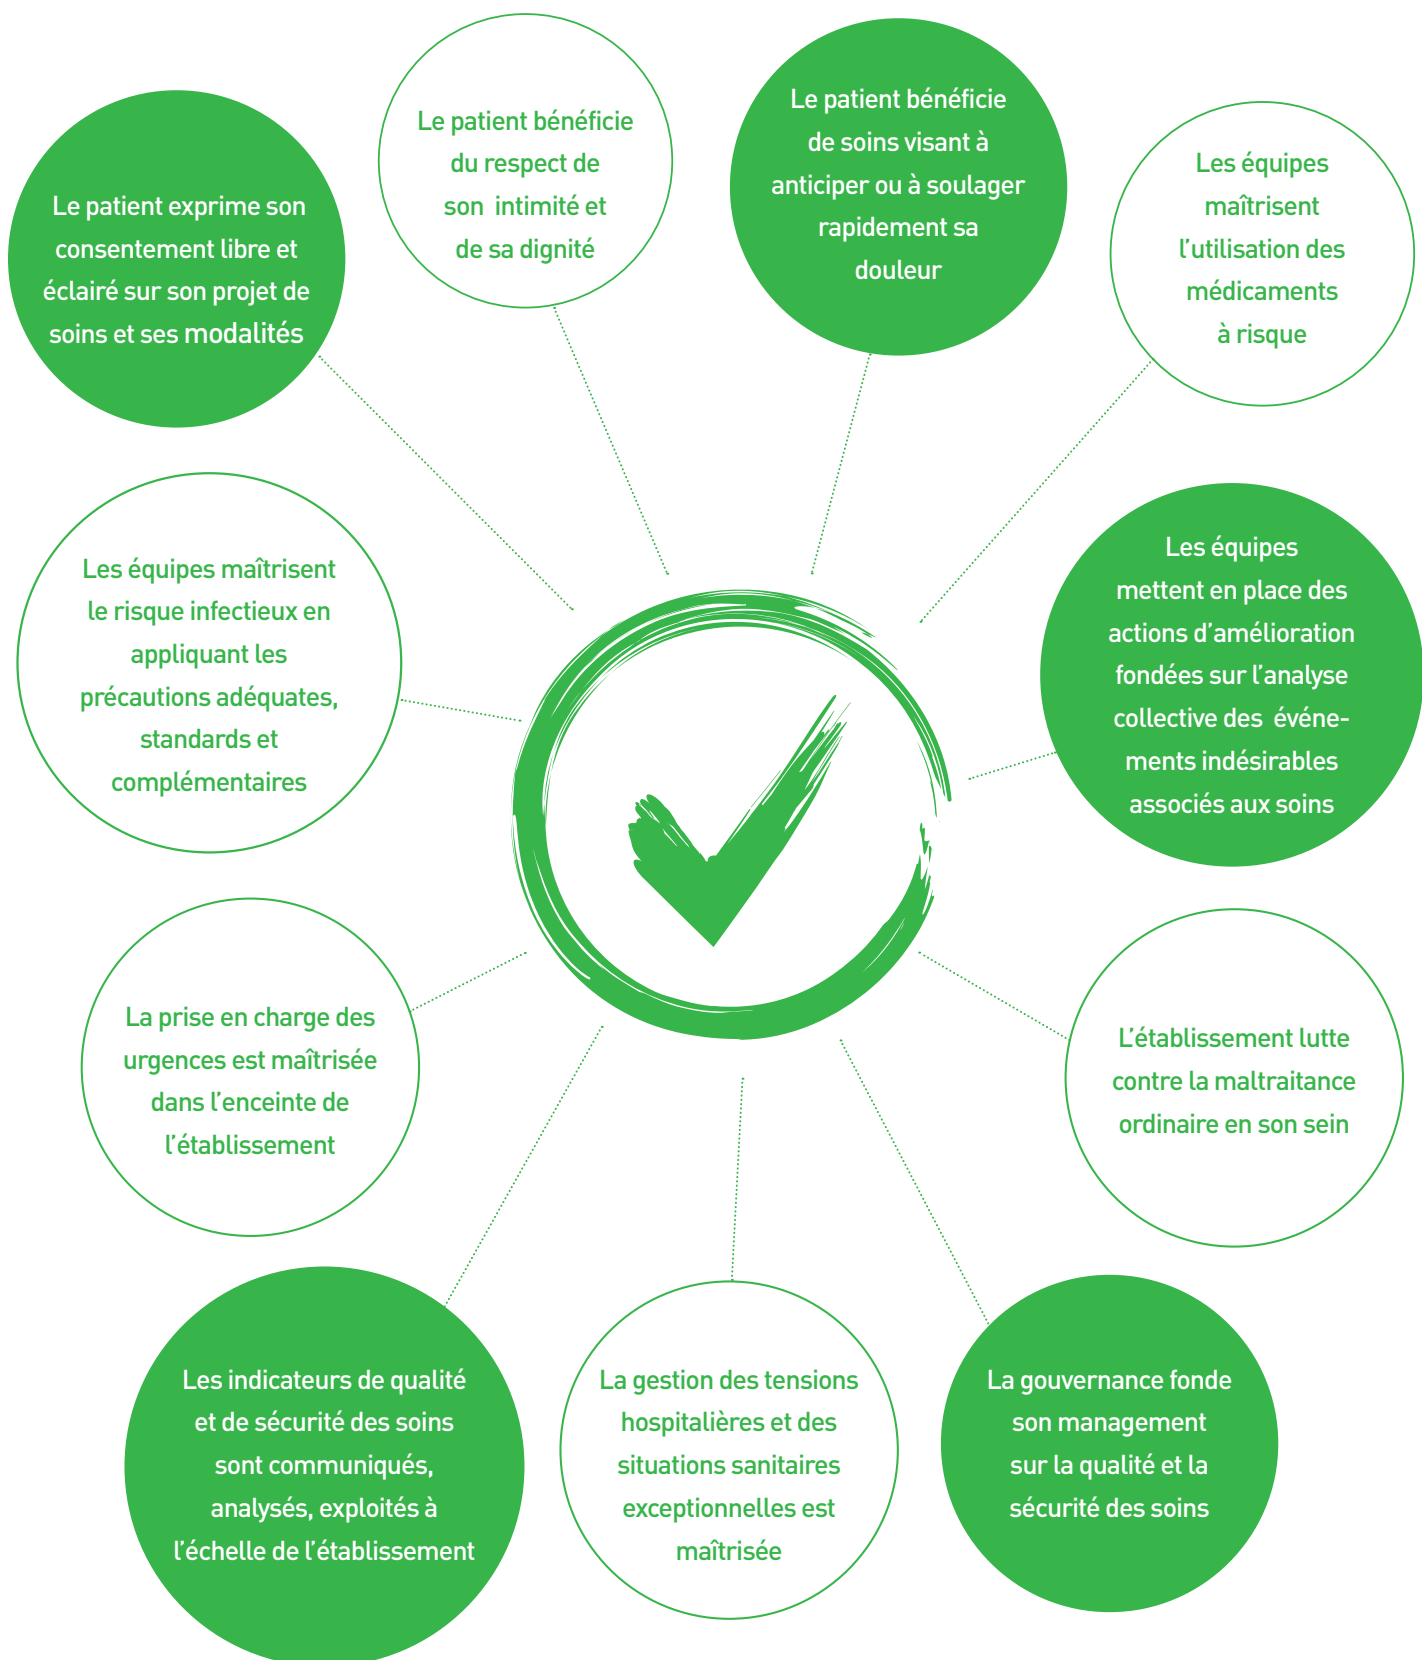 Le patient exprime son
consentement libre et
éclairé sur son projet de
soins et ses modalités
Le patient bénéficie
du respect de
son intimité et
de sa dignité
Le patient bénéficie
de soins visant à
anticiper ou à soulager
rapidement sa
douleur
Les équipes
maîtrisent
l'utilisation des
médicaments
à risque
Les équipes maîtrisent
le risque infectieux en
appliquant les
précautions adéquates,
standards et
complémentaires
Les équipes
mettent en place des
actions d'amélioration
fondées sur l'analyse
collective des événe-
ments indésirables
associés aux soins
La prise en charge des
urgences est maîtrisée
dans l'enceinte de
l'établissement
L'établissement lutte
contre la maltraitance
ordinaire en son sein
Les indicateurs de qualité
et de sécurité des soins
sont communiqués,
analysés, exploités à
l'échelle de l'établissement
La gestion des tensions
hospitalières et des
situations sanitaires
exceptionnelles est
maîtrisée
La gouvernance fonde
son management
sur la qualité et la
sécurité des soins